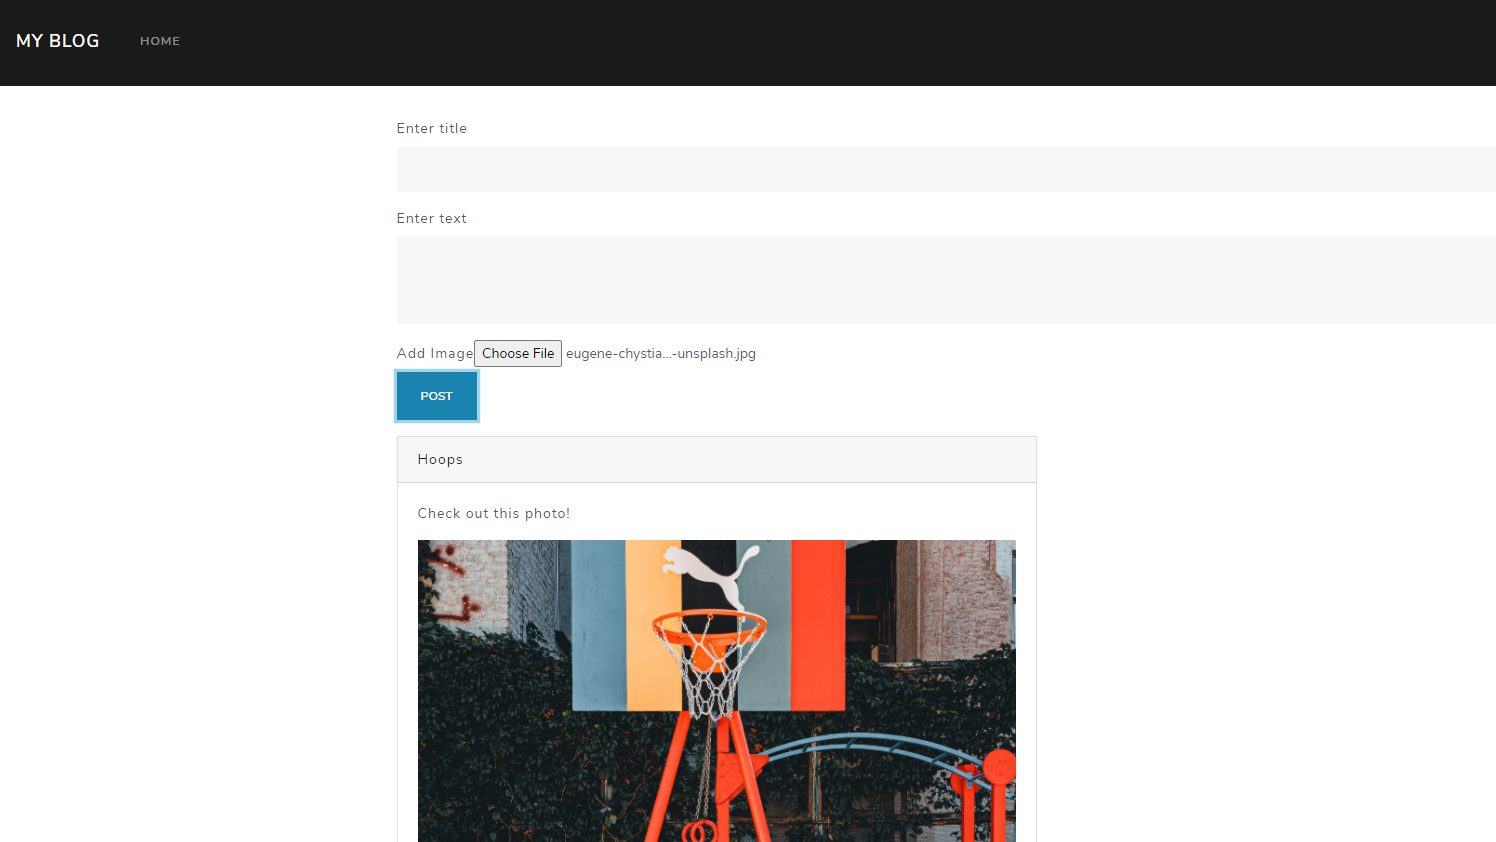 MY BLOG HOME
Enter title
Enter text
Add Image Choose File eugene-chystia...-unsplash.jpg
POST
Hoops
Check out this photo!